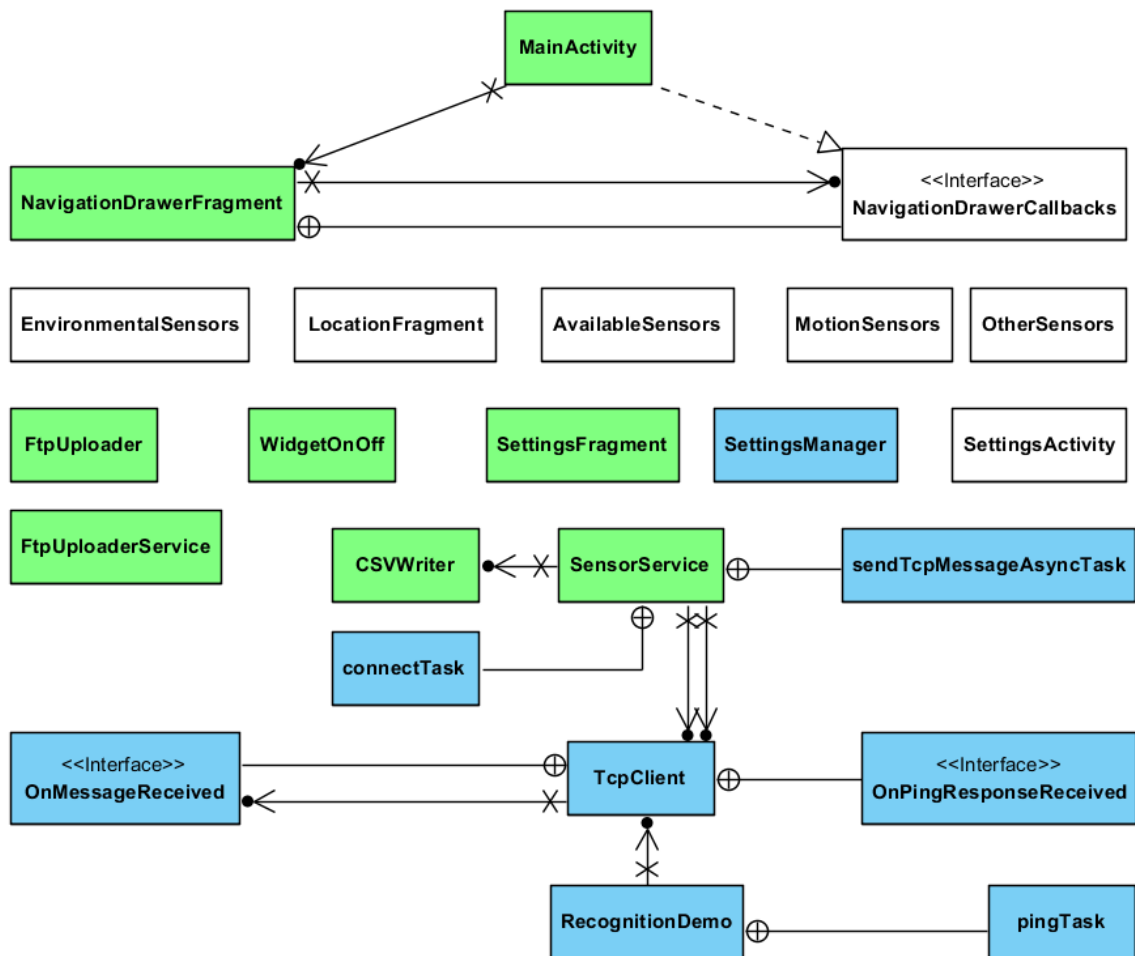 MainActivity
NavigationDrawerFragment
<<Interface>>
NavigationDrawerCallbacks
EnvironmentalSensors
LocationFragment
AvailableSensors
MotionSensors
OtherSensors
FtpUploader
WidgetOnOff
SettingsFragment
SettingsManager
SettingsActivity
FtpUploaderService
CSVWriter
SensorService
sendTcpMessageAsyncTask
connectTask
<<Interface>>
OnMessageReceived
TcpClient
<<Interface>>
OnPingResponseReceived
RecognitionDemo
pingTask